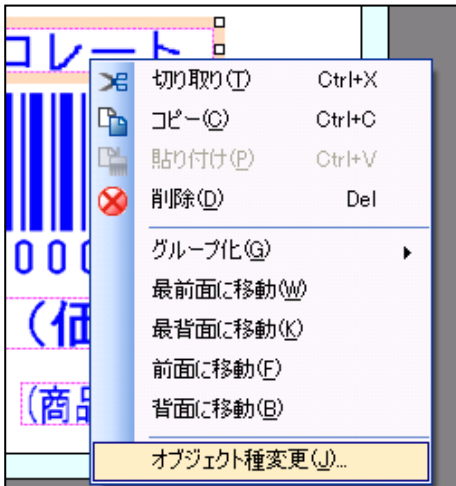 コレート
切り取り(T) Ctrl+X
コピー(C) Ctrl+C
貼り付け(P) Ctrl+V
削除(D) Del
グループ化(G)
000
最前面に移動(W)
(価
最背面に移動(K)
前面に移動(F)
(商品
背面に移動(B)
オブジェクト種変更(J)...